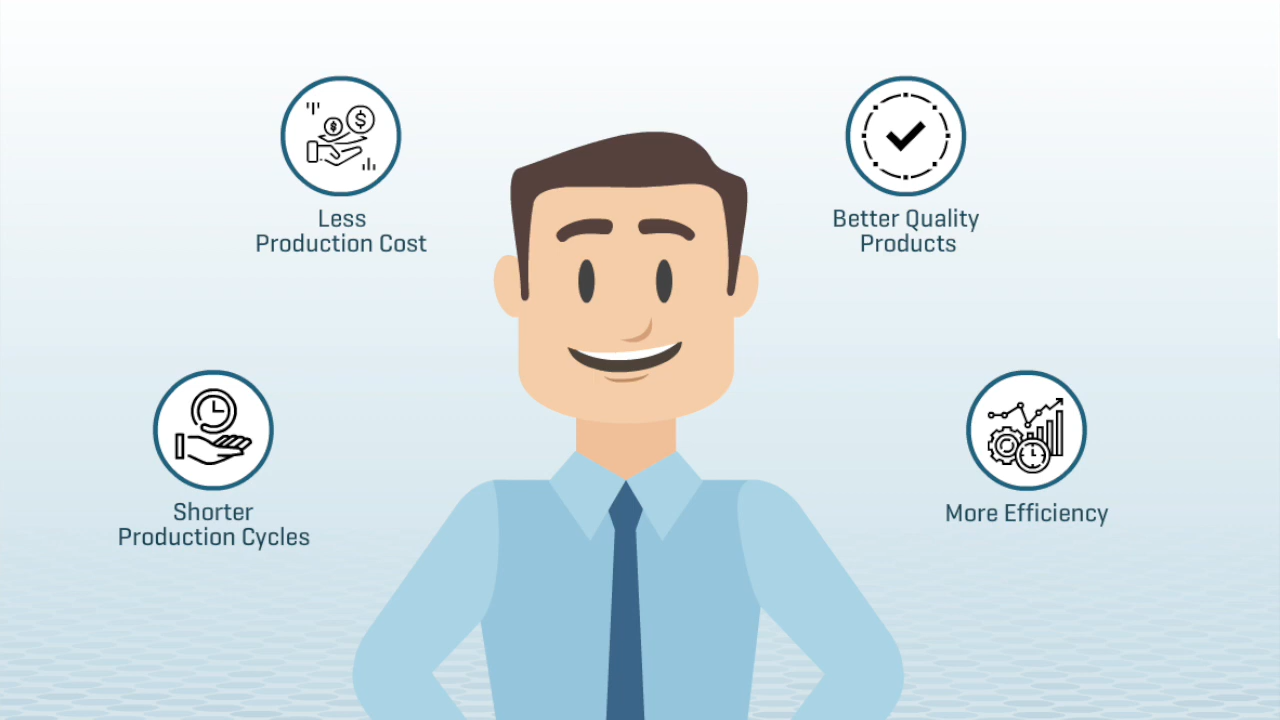 Less
Production Cost
Better Quality
Products
Shorter
Production Cycles
More Efficiency